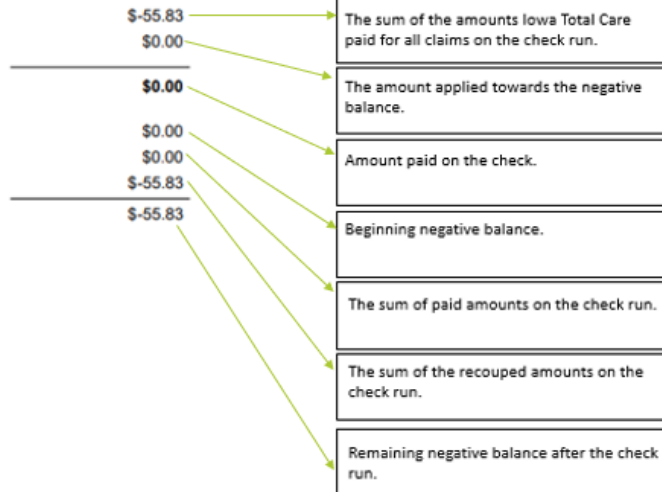 $-55.83
$0.00
$0.00
$0.00
$0.00
$-55.83
$-55.83
The sum of the amounts Iowa Total Care
paid for all claims on the check run.
The amount applied towards the negative
balance.
Amount paid on the check.
Beginning negative balance.
The sum of paid amounts on the check run.
The sum of the recouped amounts on the
check run.
Remaining negative balance after the check
run.